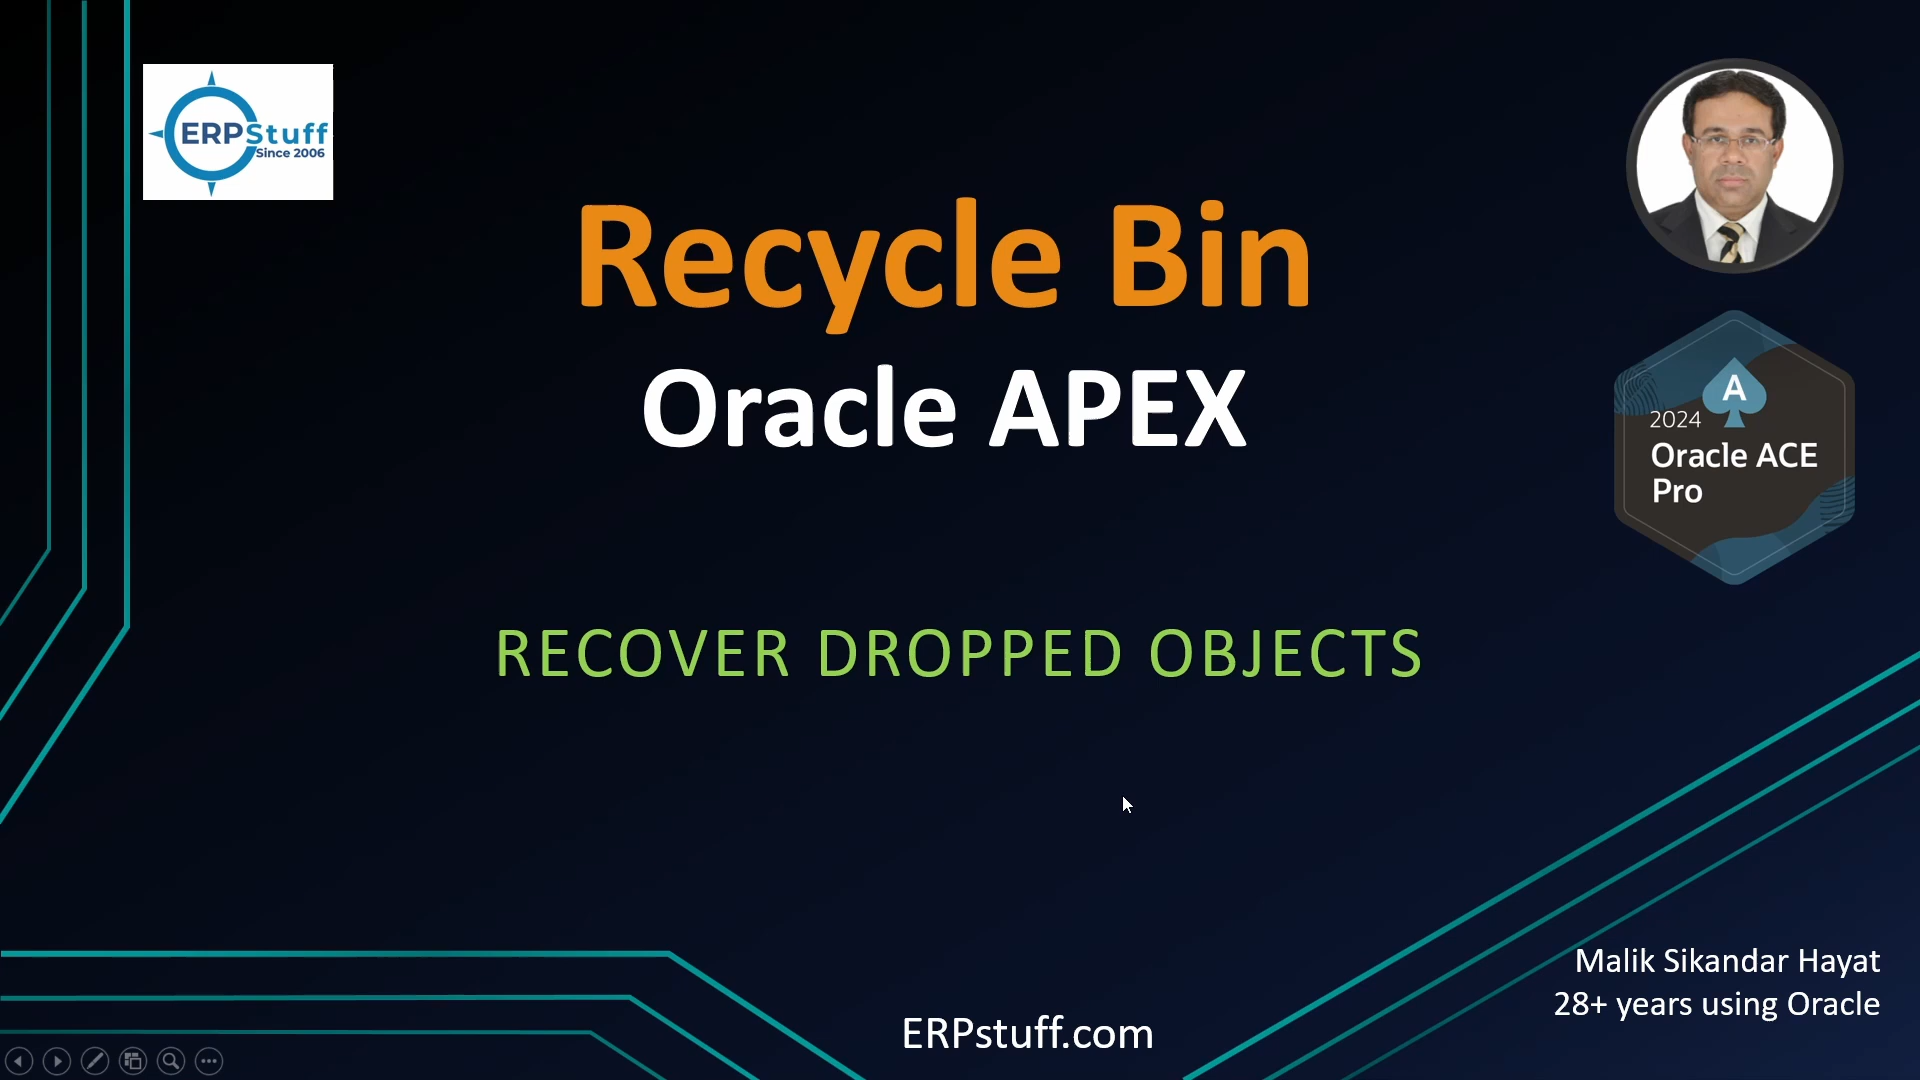 ERPStuff
Since 2006
Recycle Bin
Oracle APEX
A
2024
Oracle ACE
Pro
RECOVER DROPPED OBJECTS
Malik Sikandar Hayat
28+ years using Oracle
ERPstuff.com